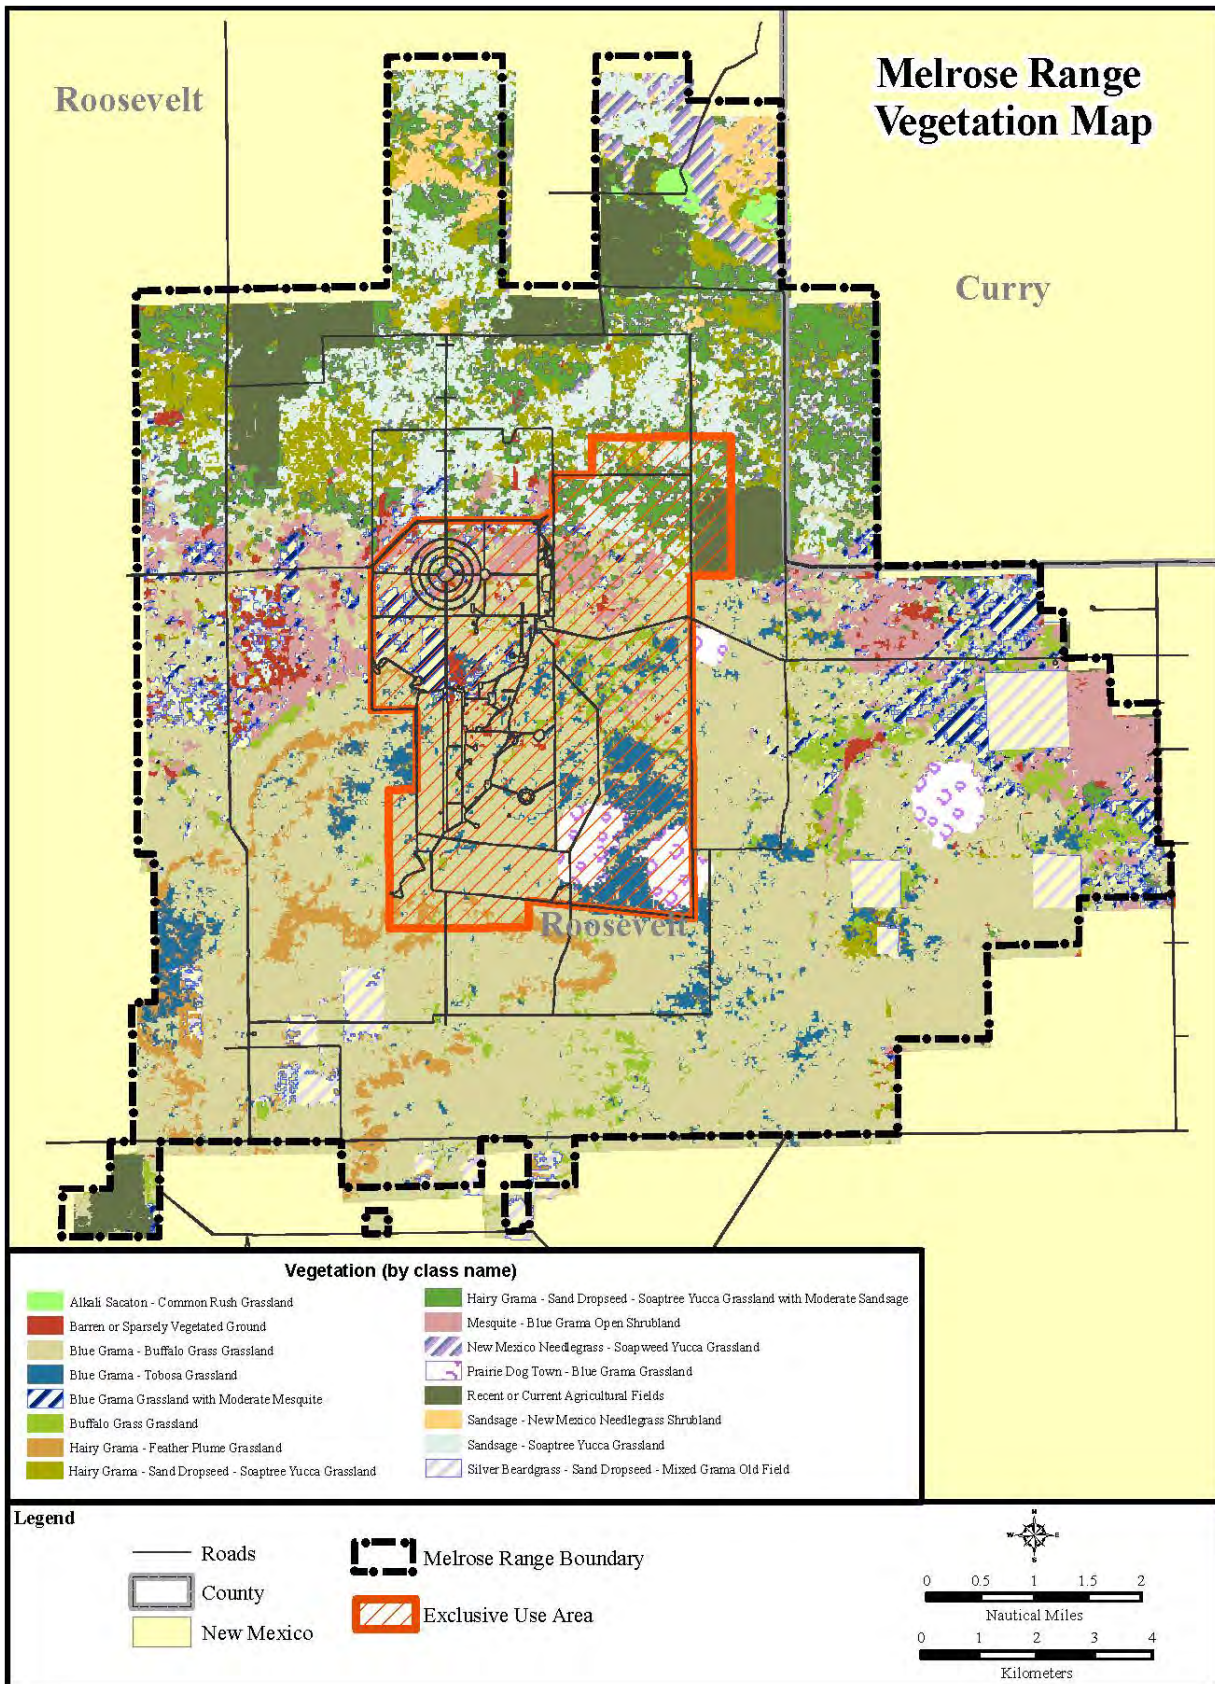 Melrose Range
Vegetation Map
Roosevelt
Curry
Roosevelt
Vegetation (by class name)
Alkali Sacaton - Common Rush Grassland
Barren or Sparsely Vegetated Ground
Blue Grama - Buffalo Grass Grassland
Blue Grama - Tobosa Grassland
Blue Grama Grassland with Moderate Mesquite
Buffalo Grass Grassland
Hairy Grama - Feather Plume Grassland
Hairy Grama - Sand Dropseed - Soaptree Yucca Grassland
Hairy Grama - Sand Dropseed - Soaptree Yucca Grassland with Moderate Sandsage
Mesquite - Blue Grama Open Shrubland
New Mexico Needlegrass - Soapweed Yucca Grassland
Prairie Dog Town - Blue Grama Grassland
Recent or Current Agricultural Fields
Sandsage - New Mexico Needlegrass Shrubland
Sandsage - Soaptree Yucca Grassland
Silver Beardgrass - Sand Dropseed - Mixed Grama Old Field
Legend
Roads
County
New Mexico
Melrose Range Boundary
Exclusive Use Area
N
W E
S
0 0.5 1 1.5 2
Nautical Miles
0 1 2 3 4
Kilometers